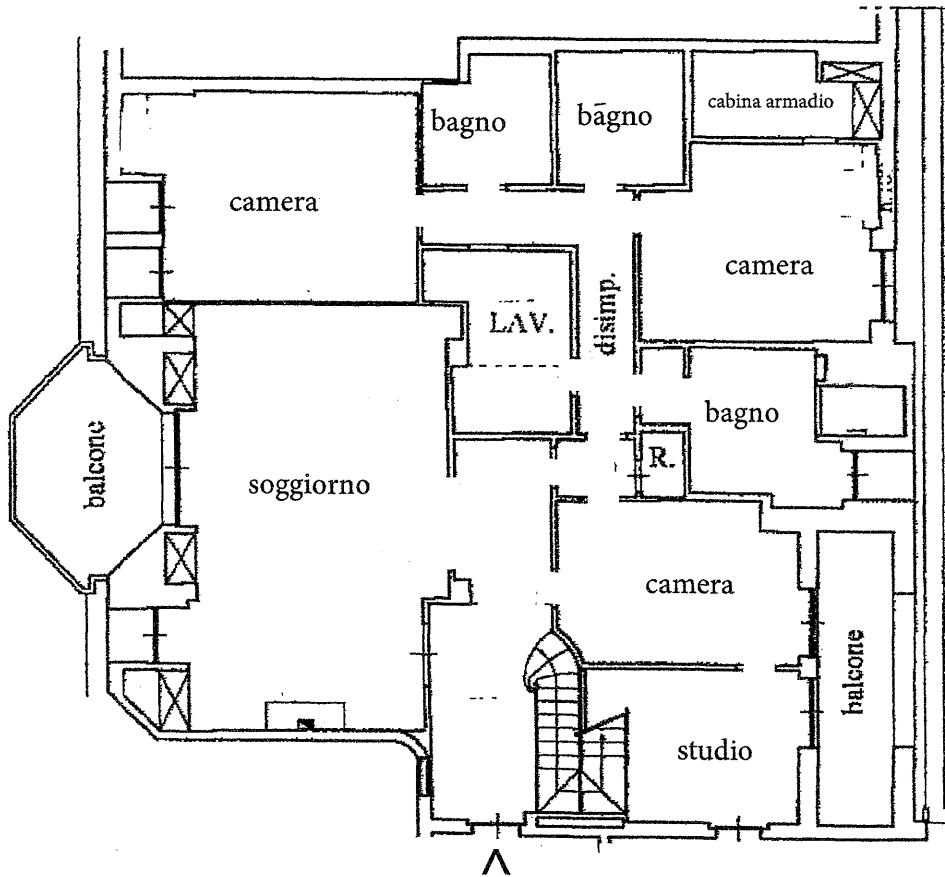 bagno
bagno
cabina armadio
camera
camera
LAV.
disimp.
bagno
balcone
soggiorno
R.
camera
balcone
studio